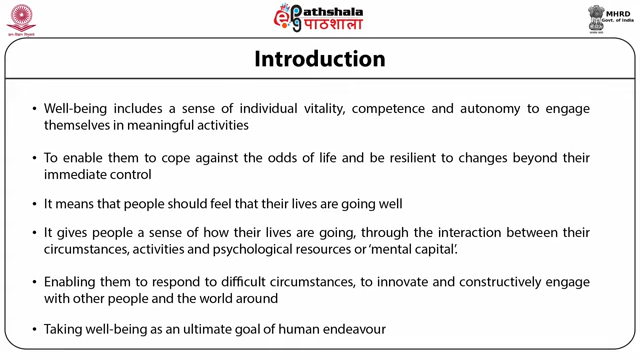 ePathshala
पाठशाला
MHRD
Govt. of India
Introduction
• Well-being includes a sense of individual vitality, competence and autonomy to engage
themselves in meaningful activities
• To enable them to cope against the odds of life and be resilient to changes beyond their
immediate control
• It means that people should feel that their lives are going well
• It gives people a sense of how their lives are going, through the interaction between their
circumstances, activities and psychological resources or ‘mental capital’.
• Enabling them to respond to difficult circumstances, to innovate and constructively engage
with other people and the world around
• Taking well-being as an ultimate goal of human endeavour